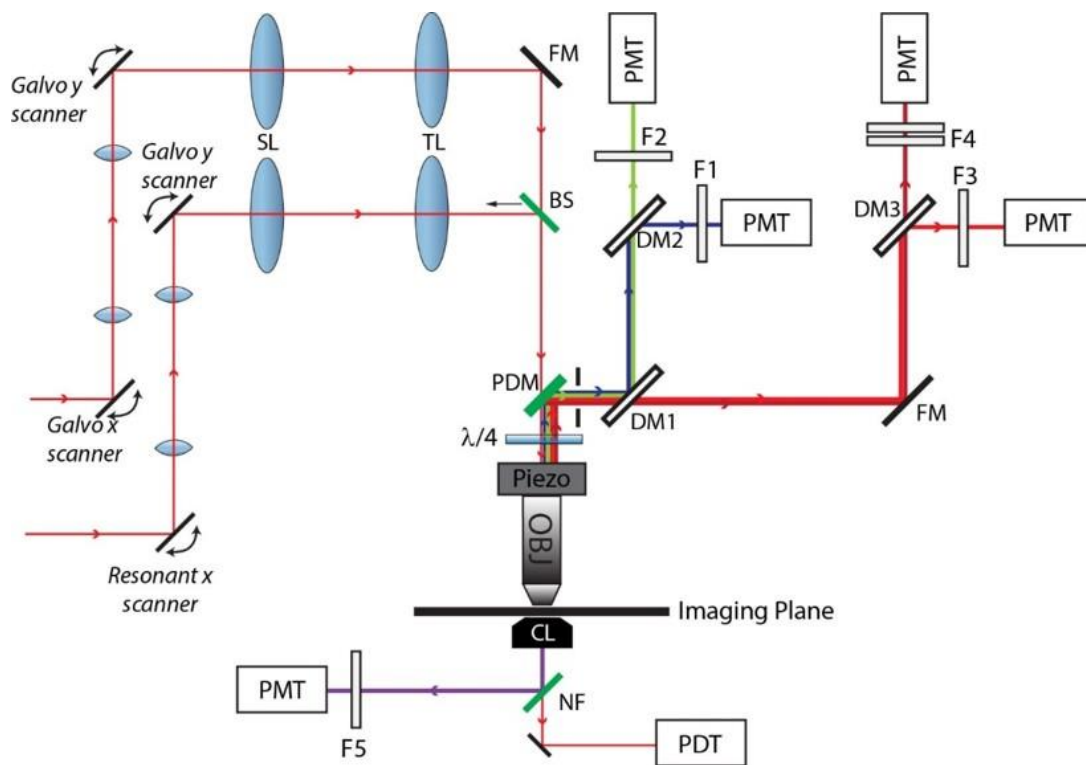 Galvo y
scanner
SL
TL
FM
PMT
PMT
F2
F4
Galvo y
scanner
F1
F3
BS
DM2
PMT
DM3
PMT
PDM
DM1
FM
Galvo x
scanner
λ/4
Piezo
OBJ
Resonant x
scanner
Imaging Plane
CL
PMT
F5
NF
PDT